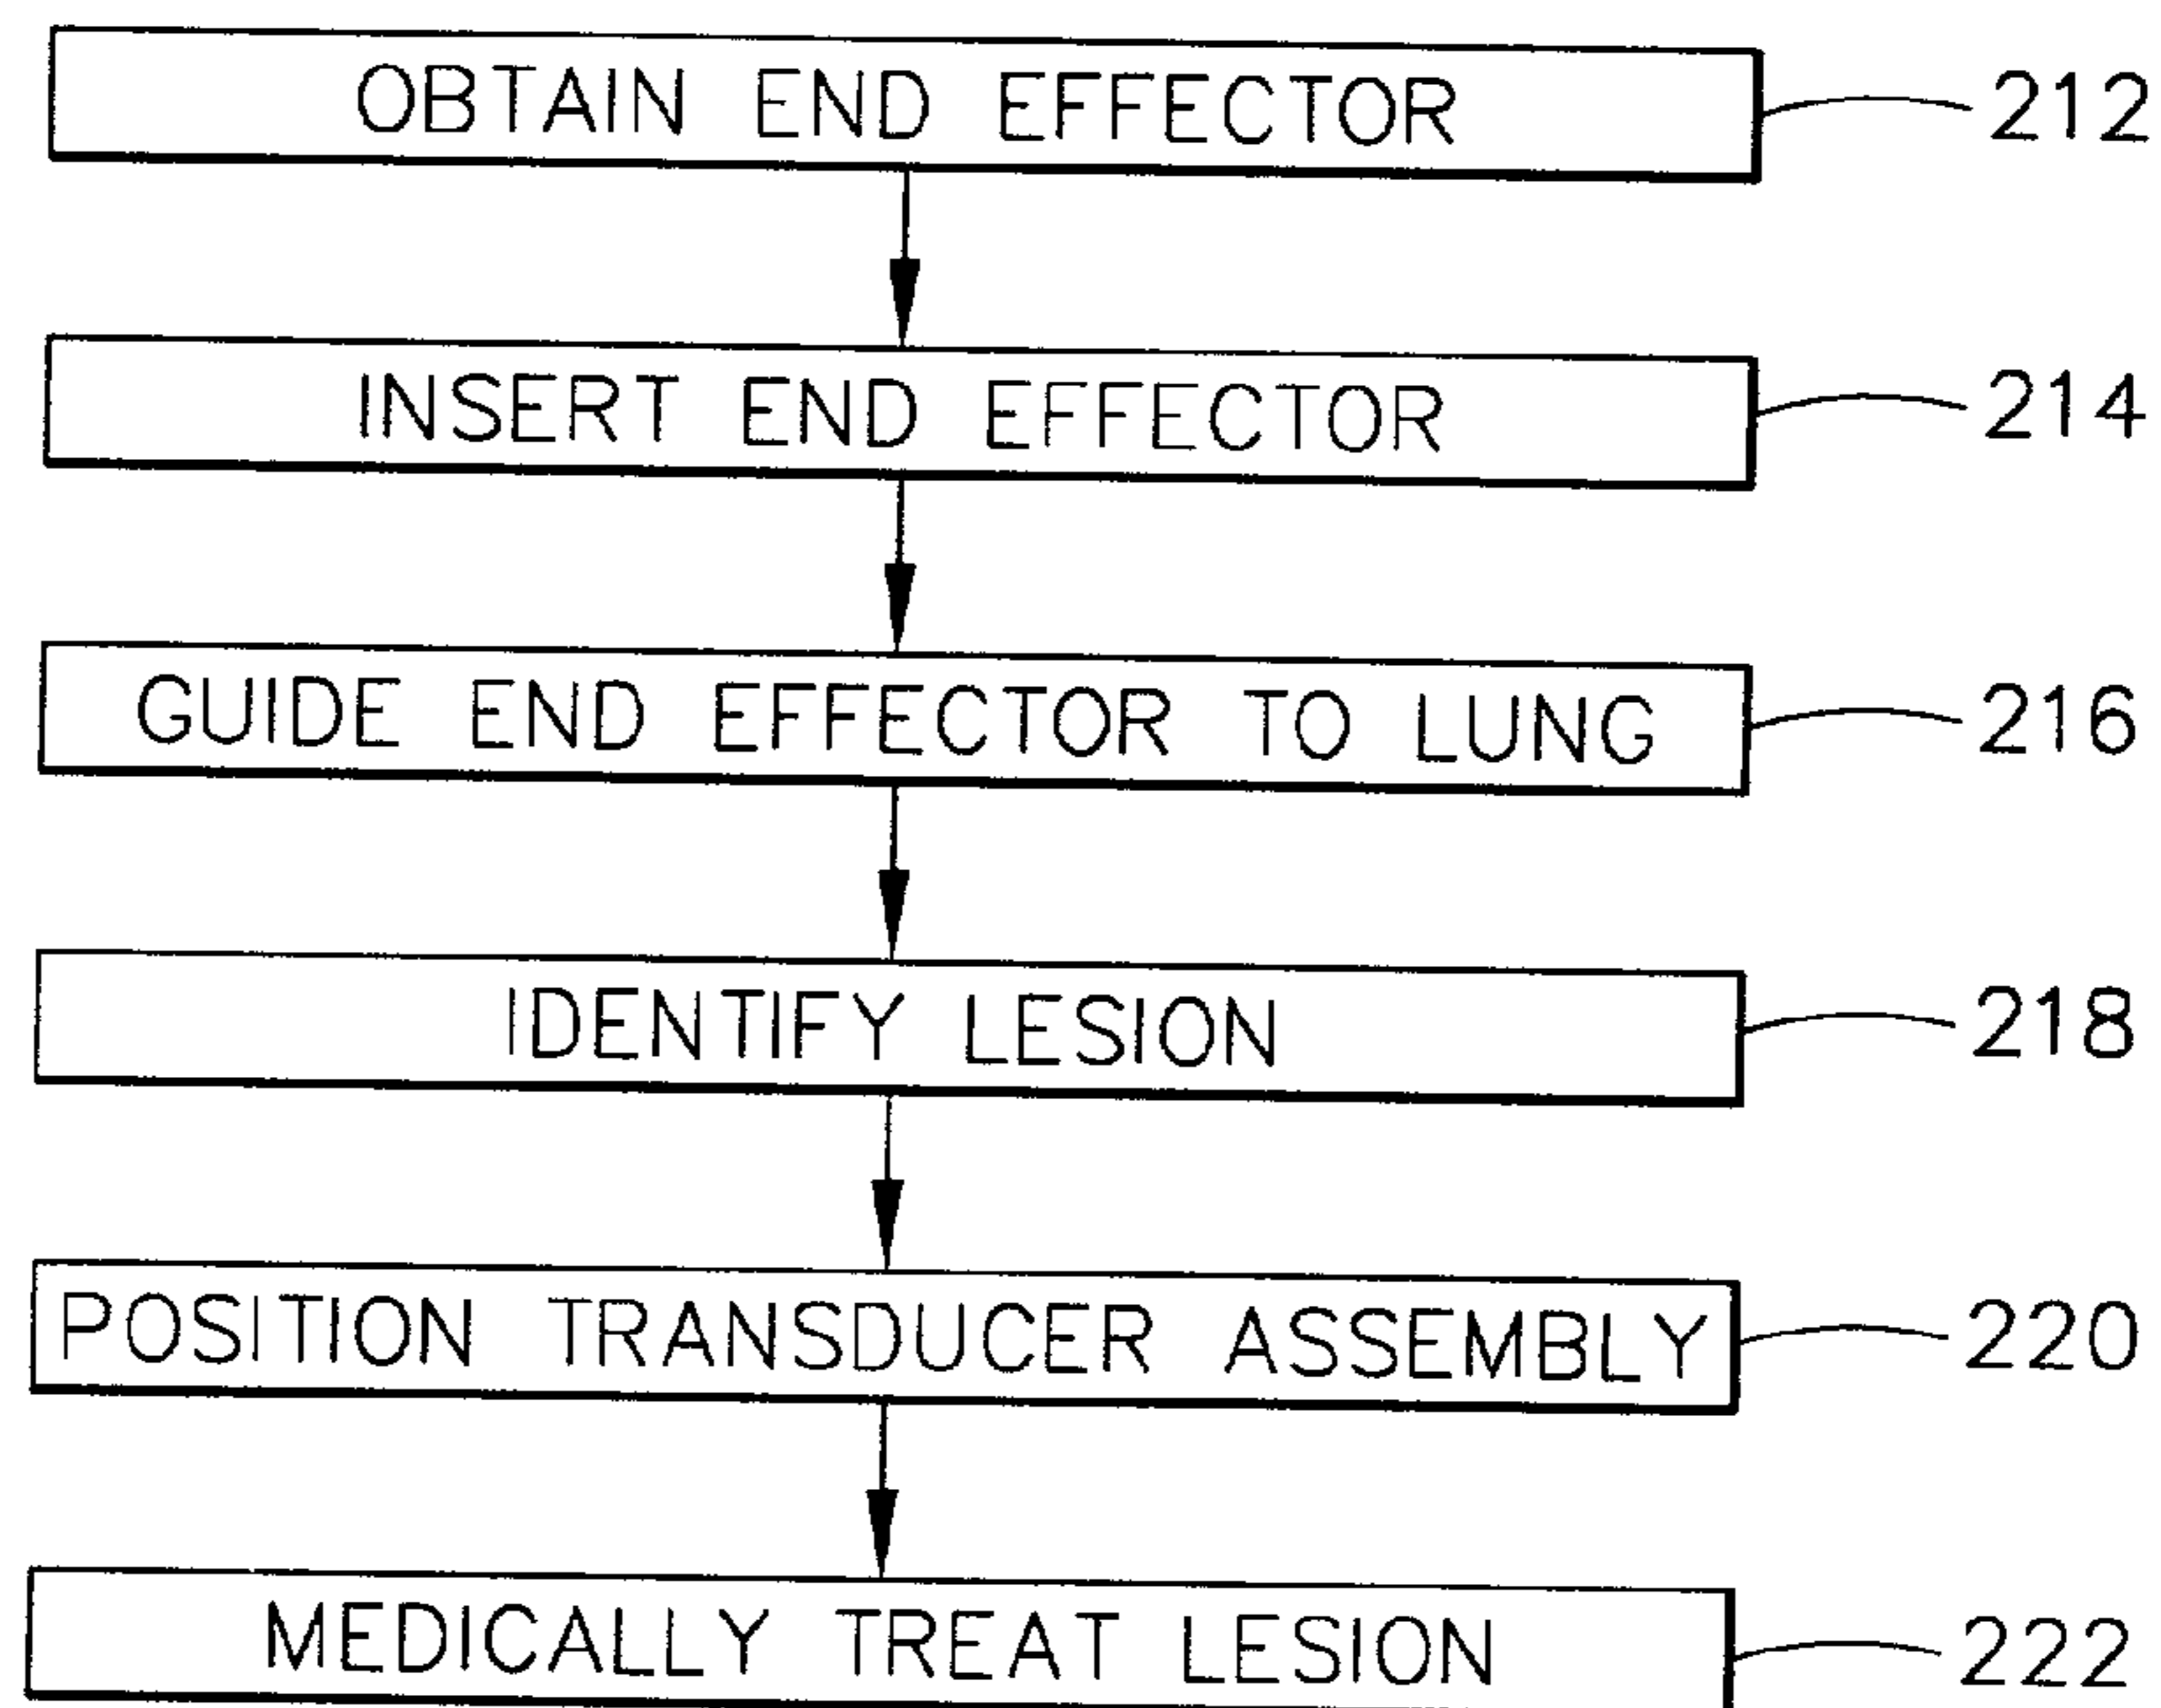 OBTAIN END EFFECTOR 212
INSERT END EFFECTOR 214
GUIDE END EFFECTOR TO LUNG 216
IDENTIFY LESION 218
POSITION TRANSDUCER ASSEMBLY 220
MEDICALLY TREAT LESION 222